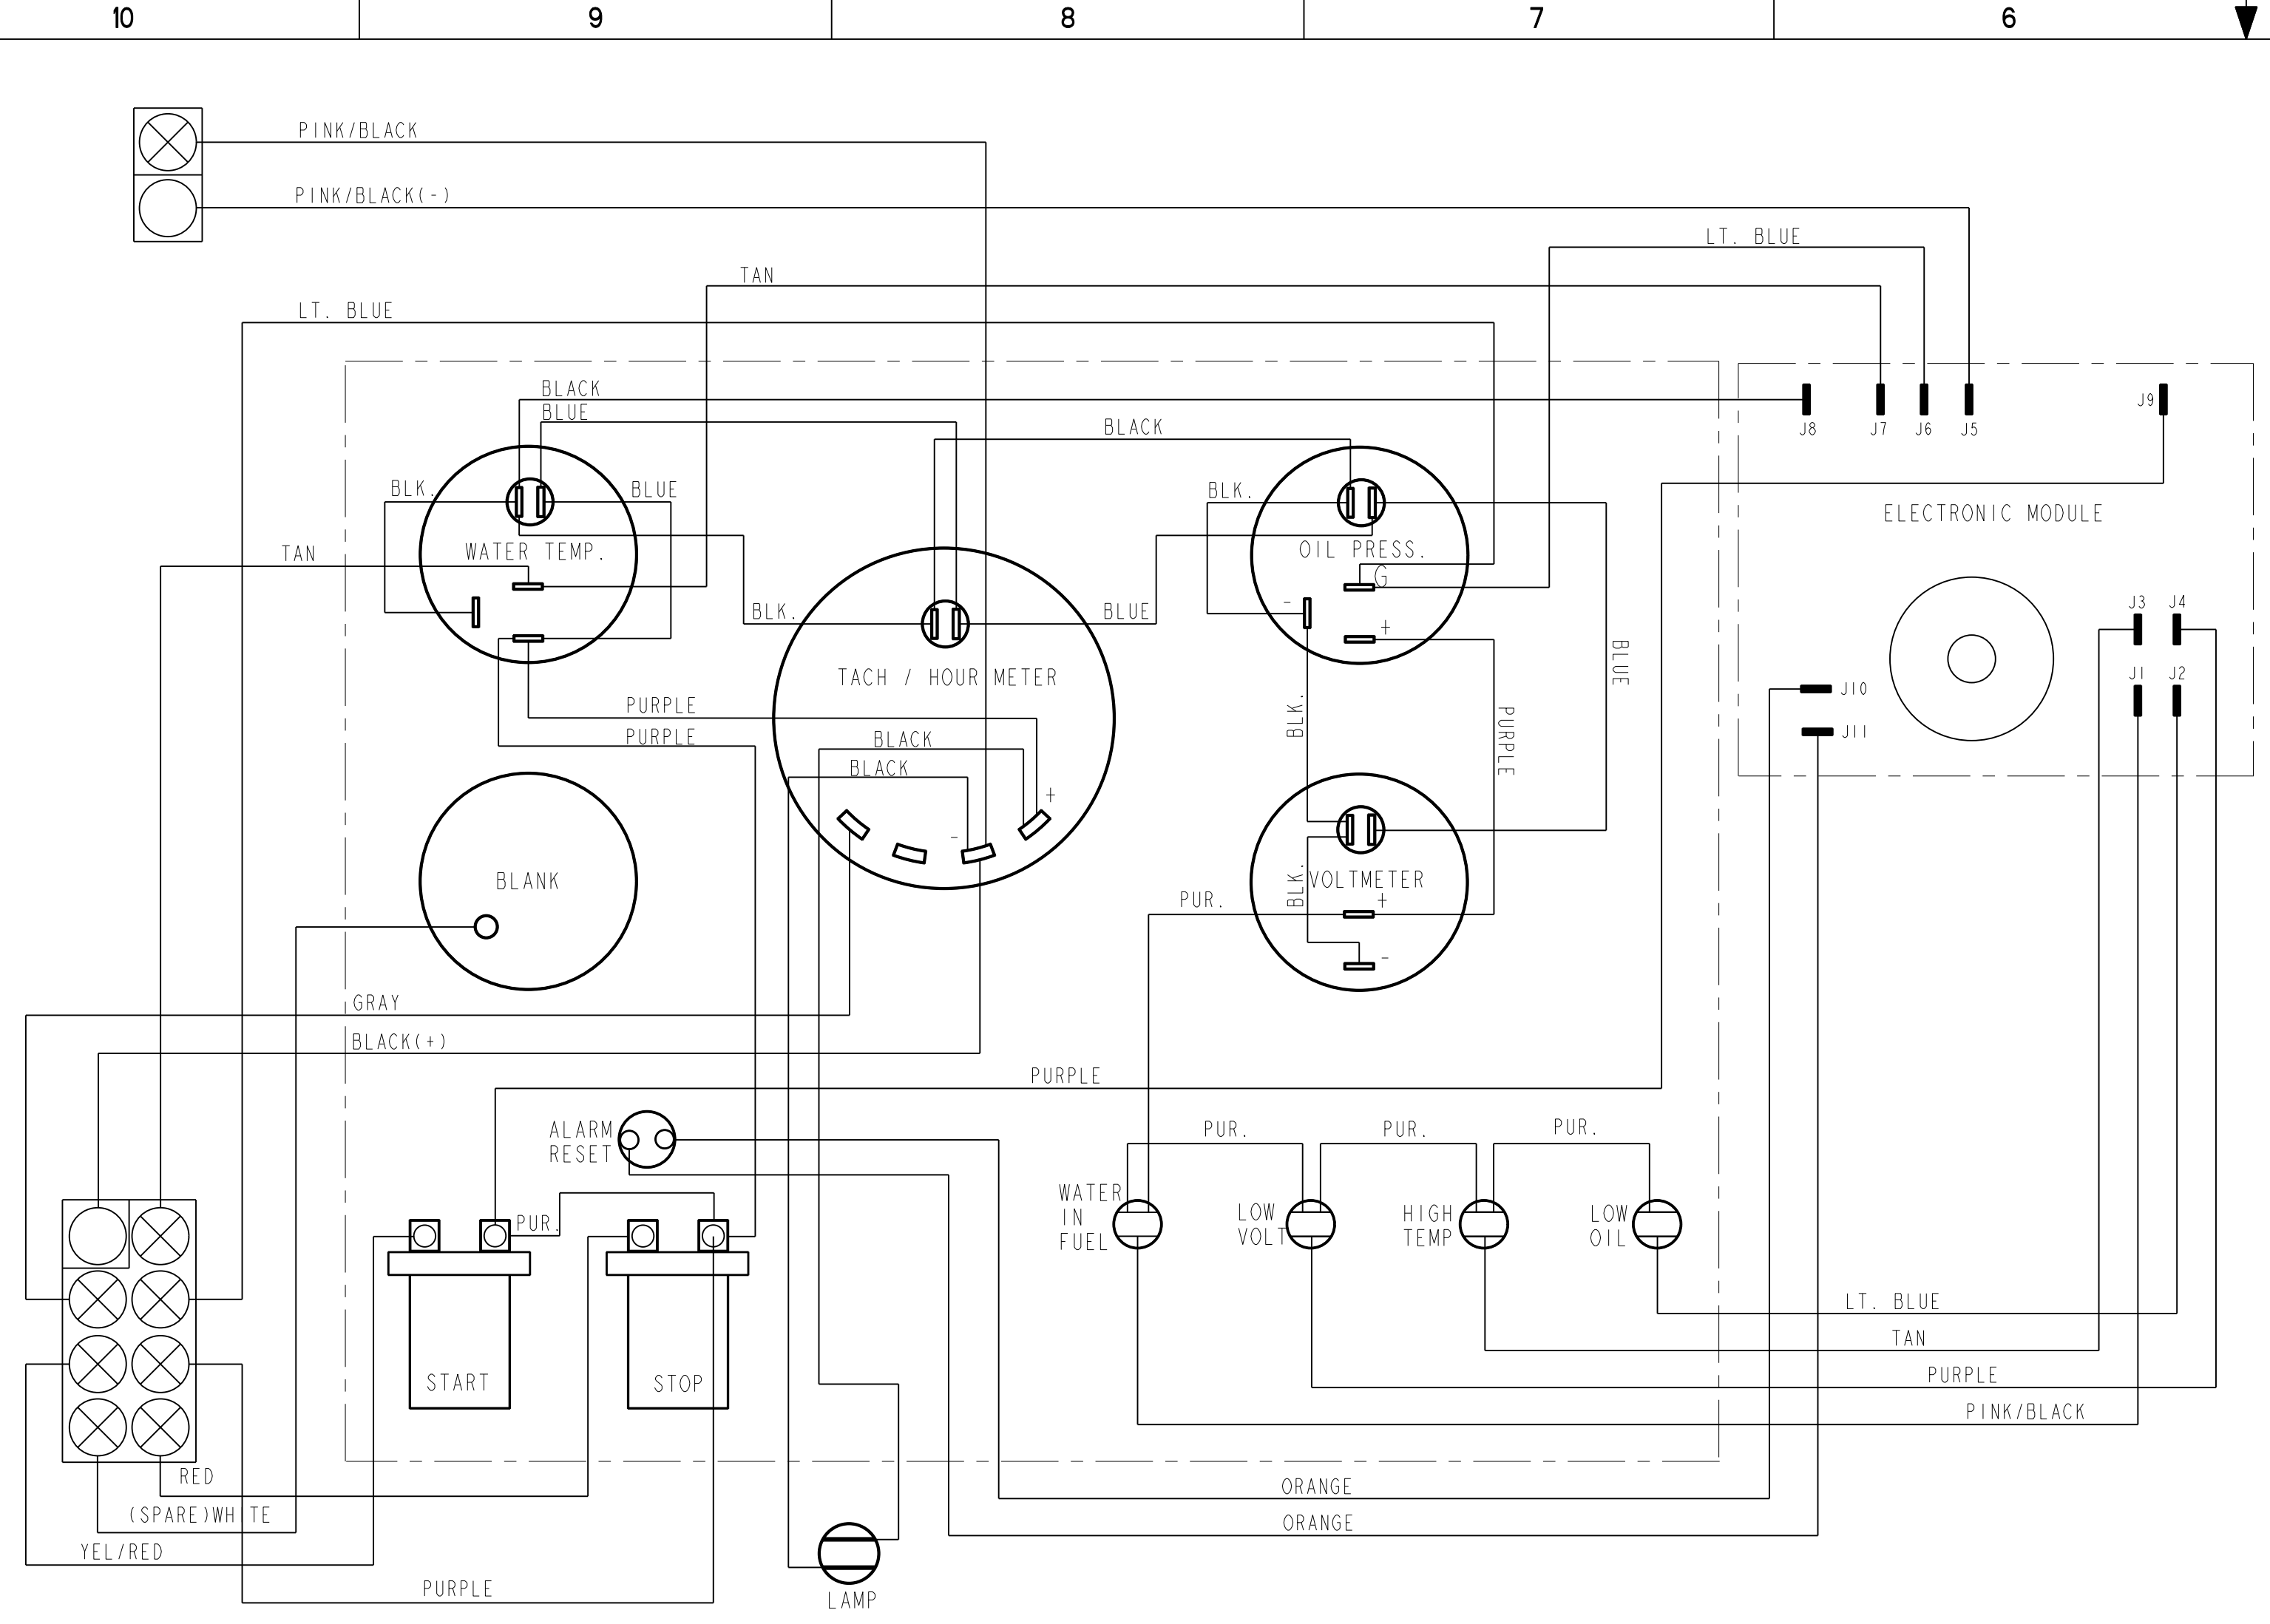 10 9 8 7 6
PINK/BLACK
PINK/BLACK(-)
LT. BLUE
TAN
LT. BLUE
BLACK
BLUE
BLACK
J8 J7 J6 J5 J9
BLK. BLUE
BLK.
ELECTRONIC MODULE
WATER TEMP.
OIL PRESS.
TAN
G
-
+
BLK.
BLUE
J3 J4
BLUE
TACH / HOUR METER
J1 J2
J10
PURPLE
BLK.
PURPLE
J11
PURPLE
BLACK
BLACK
+
-
BLANK
VOLTMETER
BLK.
+
PUR.
-
GRAY
BLACK(+)
PURPLE
ALARM
RESET
PUR.
PUR.
PUR.
WATER
IN
FUEL
LOW
VOLT
HIGH
TEMP
LOW
OIL
PUR.
LT. BLUE
TAN
PURPLE
PINK/BLACK
START
STOP
RED
(SPARE)WHITE
YEL/RED
PURPLE
ORANGE
ORANGE
LAMP